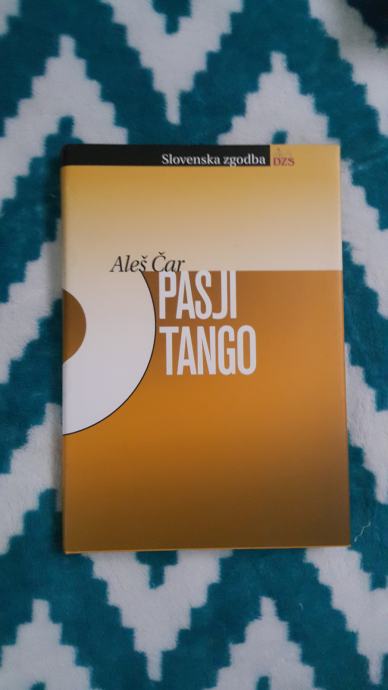 Slovenska zgodba DZS
Aleš Čar
PASJI
TANGO